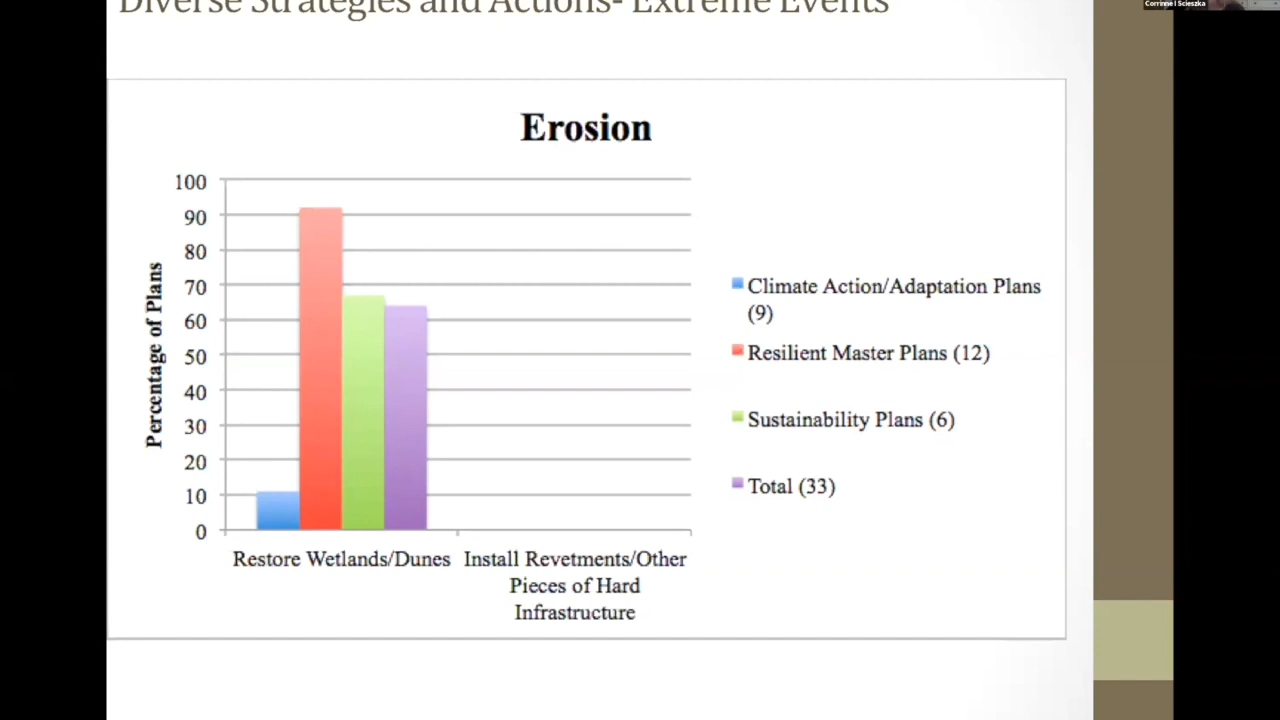 Diverse Strategies and Actions- Extreme Events
Corrinne I Scieszka
Erosion
100
90
80
70
60
50
40
30
20
10
0
Percentage of Plans
Restore Wetlands/Dunes
Install Revetments/Other
Pieces of Hard
Infrastructure
Climate Action/Adaptation Plans
(9)
Resilient Master Plans (12)
Sustainability Plans (6)
Total (33)